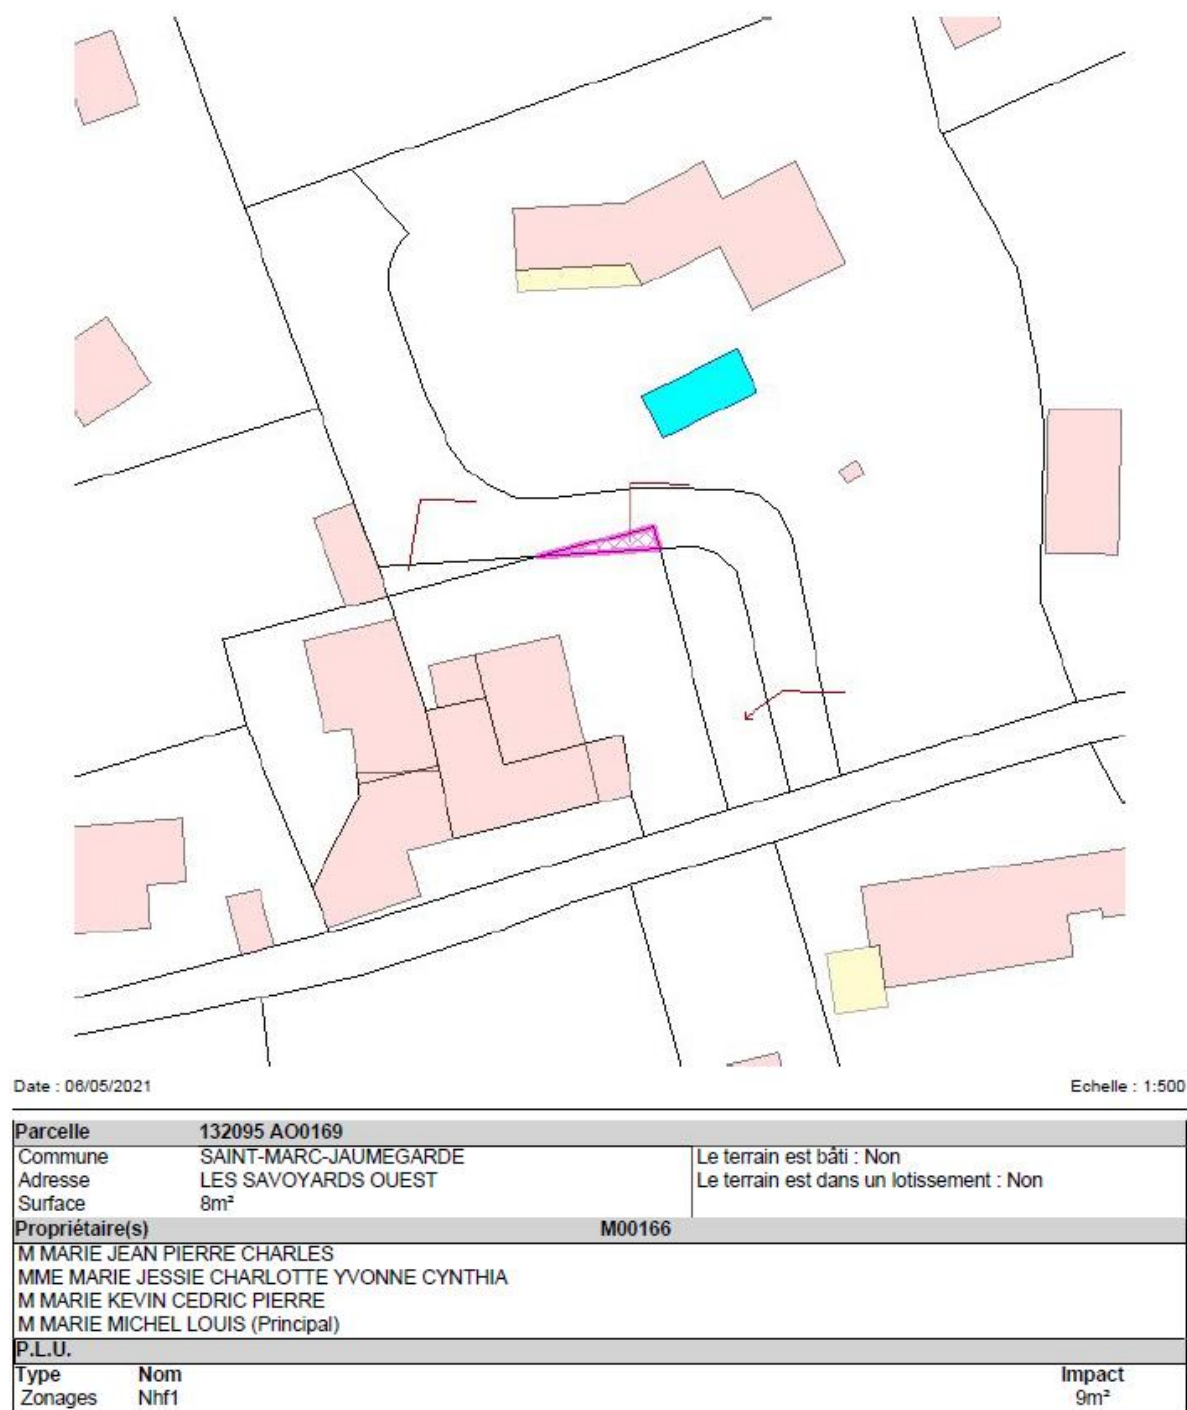 Date : 06/05/2021 Echelle : 1:500
Parcelle 132095 AO0169
Commune SAINT-MARC-JAUMEGARDE Le terrain est bâti : Non
Adresse LES SAVOYARDS OUEST Le terrain est dans un lotissement : Non
Surface 8m²
Propriétaire(s) M00166
M MARIE JEAN PIERRE CHARLES
MME MARIE JESSIE CHARLOTTE YVONNE CYNTHIA
M MARIE KEVIN CEDRIC PIERRE
M MARIE MICHEL LOUIS (Principal)
P.L.U.
Type Nom Impact
Zonages Nhf1 9m²